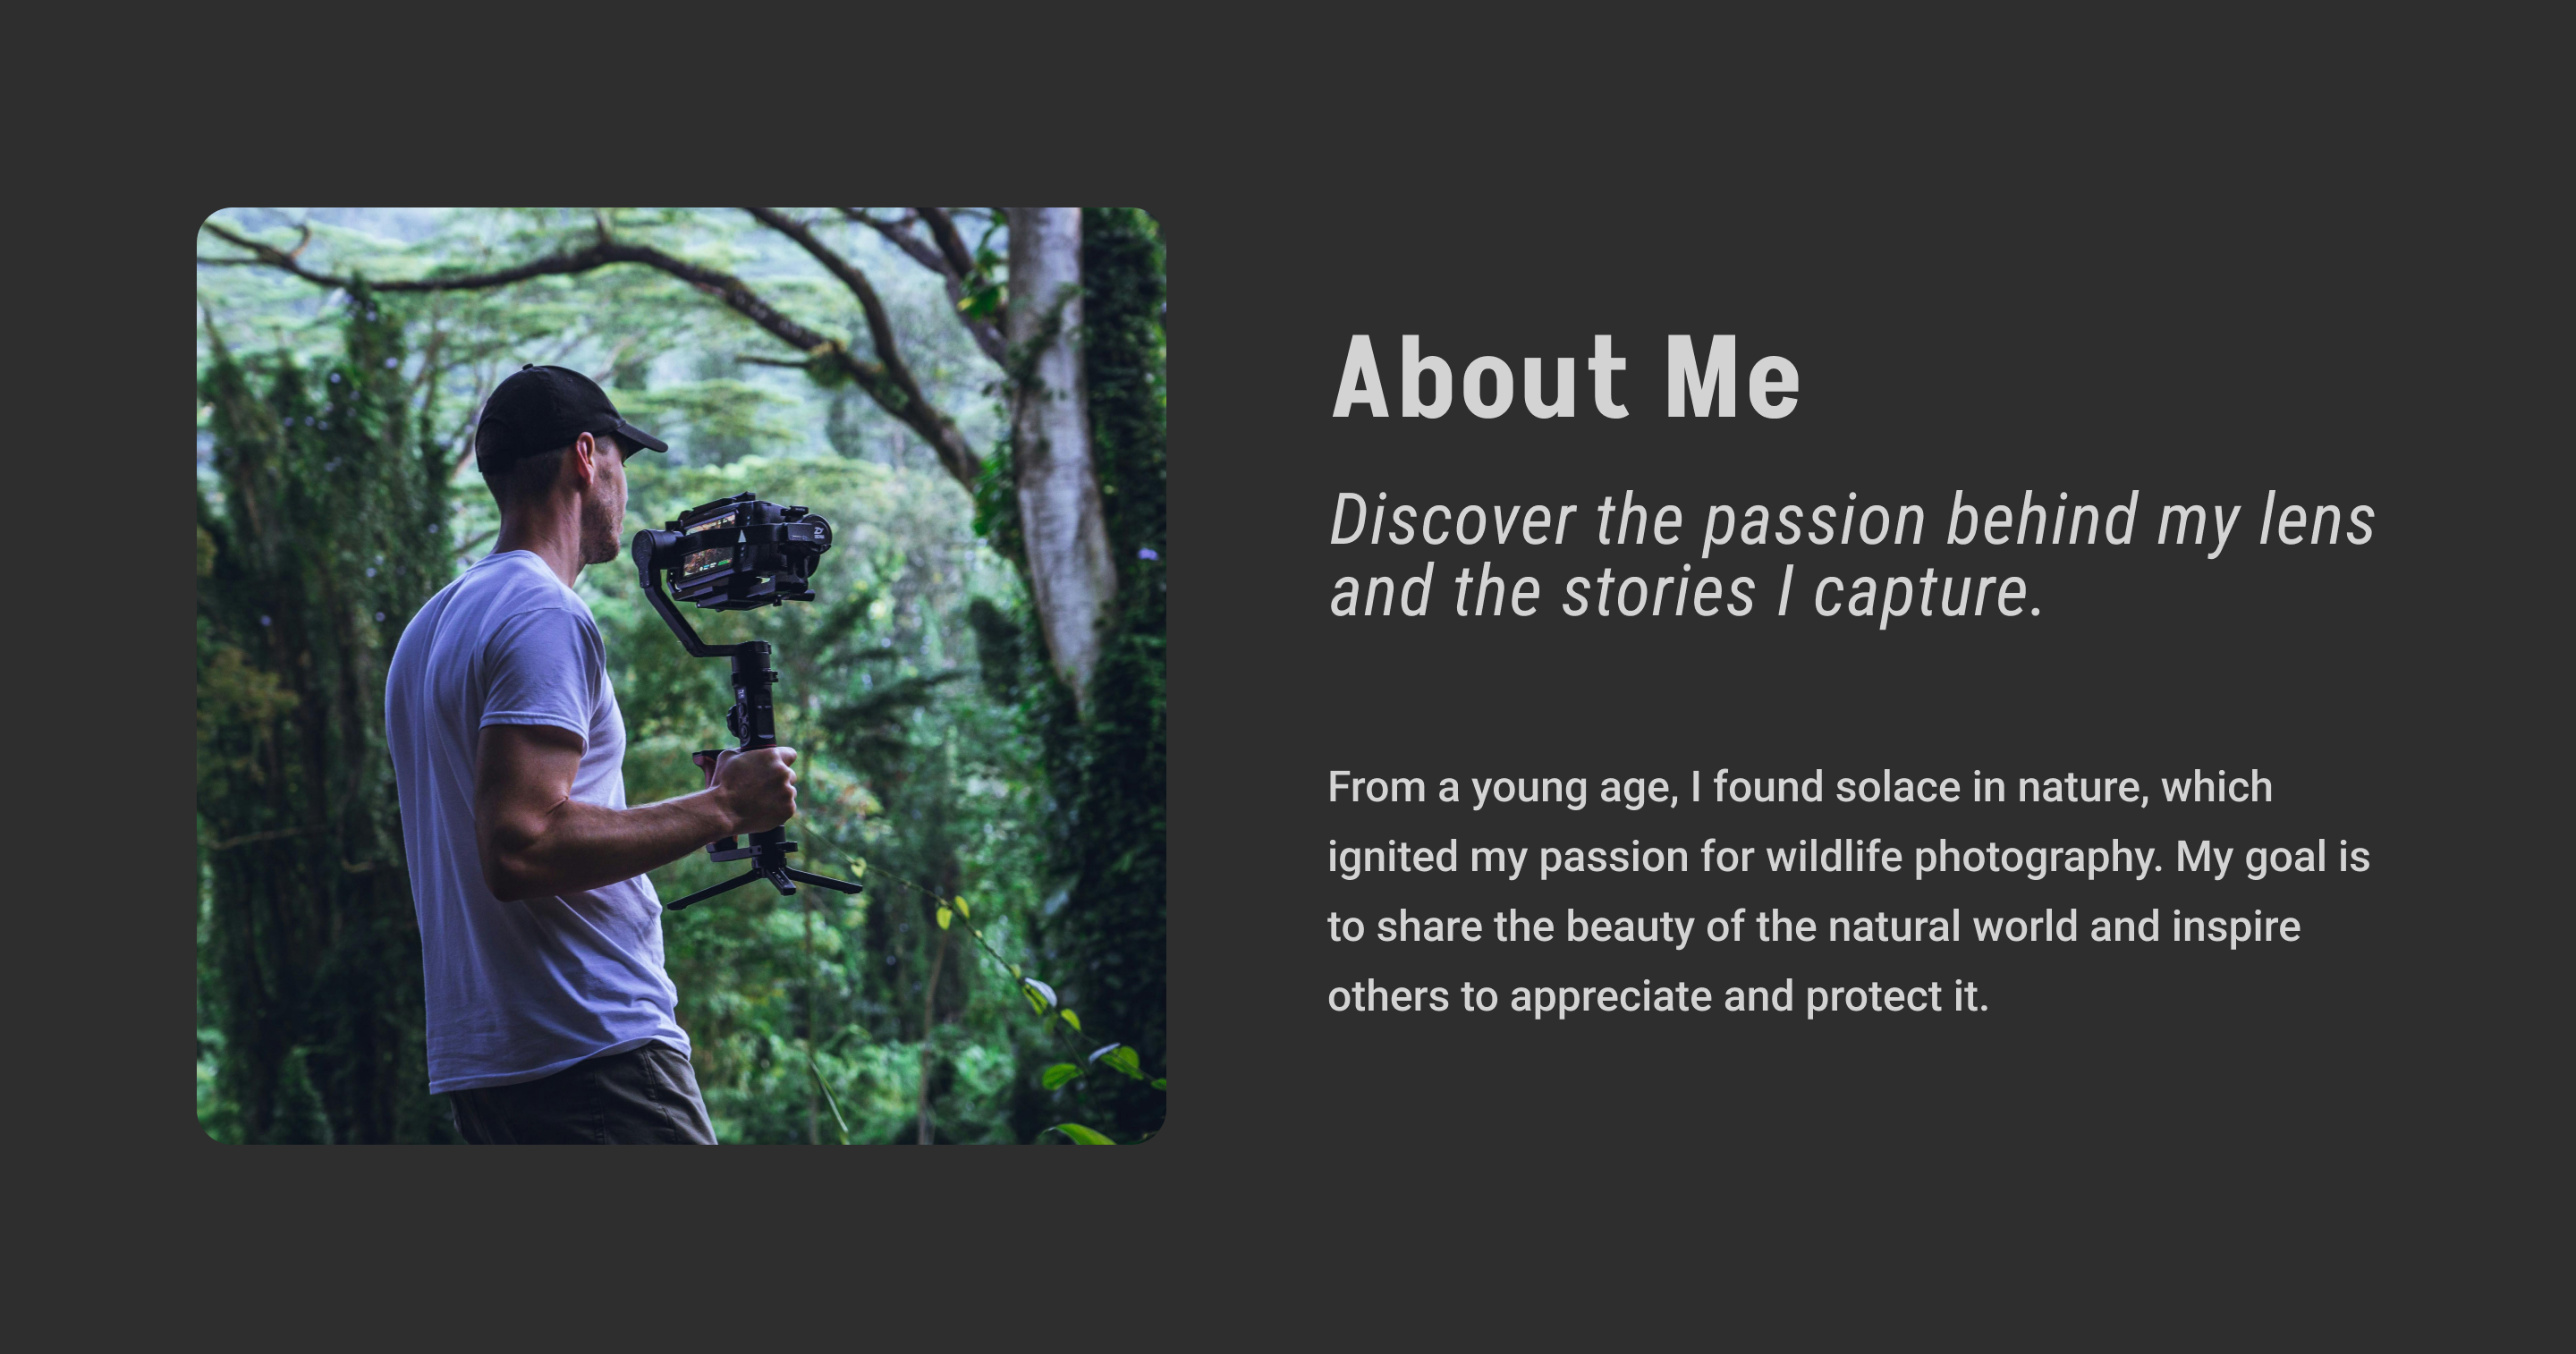 About Me
Discover the passion behind my lens
and the stories I capture.
From a young age, I found solace in nature, which
ignited my passion for wildlife photography. My goal is
to share the beauty of the natural world and inspire
others to appreciate and protect it.